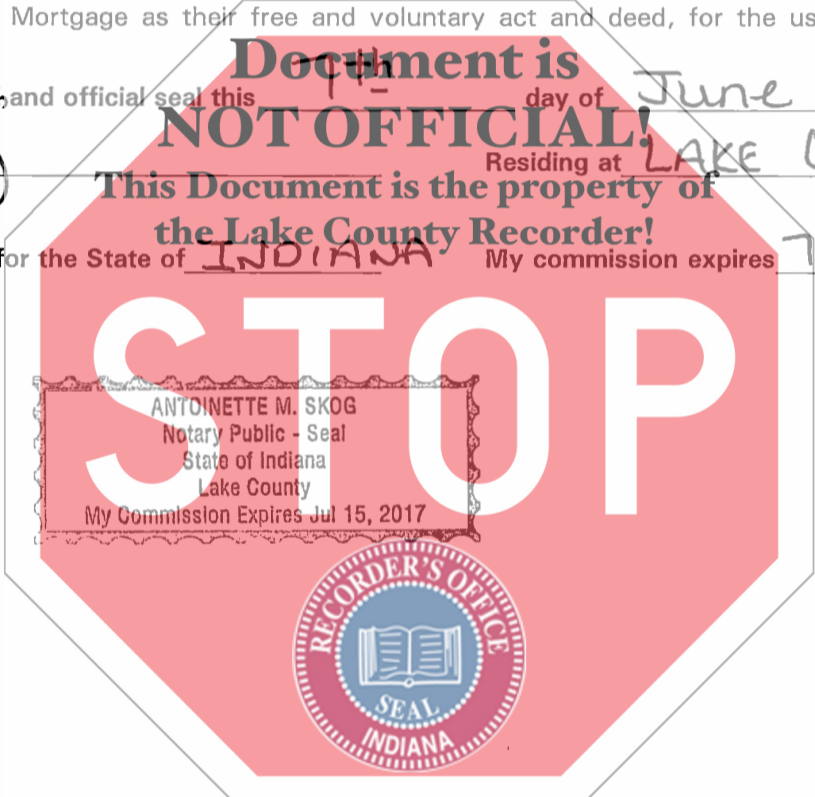 Mortgage as their free and voluntary act and deed, for the us
Document is
and official seal this 7th day of June
NOT OFFICIAL!
Residing at LAKE
This Document is the property of
the Lake County Recorder!
for the State of INDIANA My commission expires 7
STOP
ANTOINETTE M. SKOG
Notary Public - Seal
State of Indiana
Lake County
My Commission Expires Jul 15, 2017
RECORDER'S OFFICE
SEAL
INDIANA